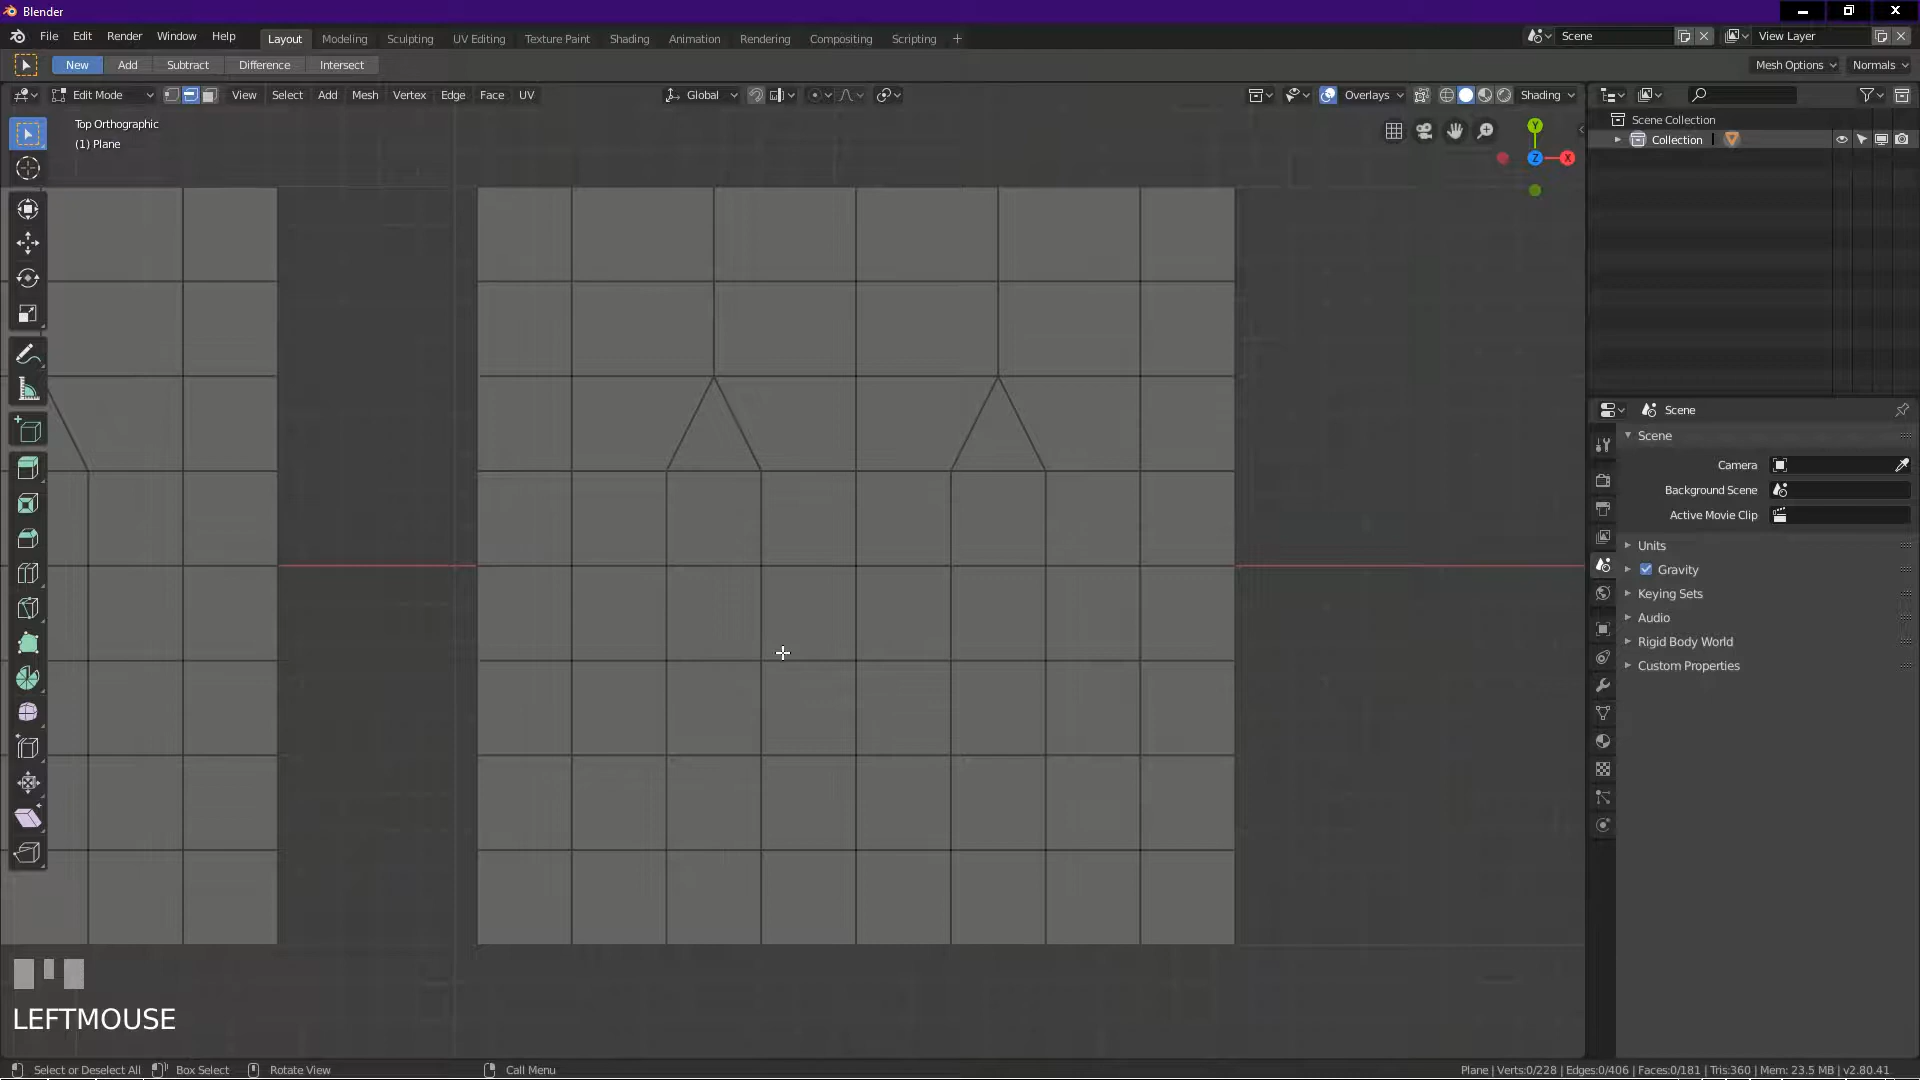 Blender
File Edit Render Window Help Layout Modeling Sculpting UV Editing Texture Paint Shading Animation Rendering Compositing Scripting + Scene View Layer
New Add Subtract Difference Intersect Mesh Options Normals
Edit Mode View Select Add Mesh Vertex Edge Face UV Global Overlays Shading
Top Orthographic
(1) Plane
Y
Z
X
Scene Collection
Collection
Scene
Scene
Camera
Background Scene
Active Movie Clip
Units
Gravity
Keying Sets
Audio
Rigid Body World
Custom Properties
LEFTMOUSE
Select or Deselect All Box Select Rotate View Call Menu Plane | Verts:0/228 | Edges:0/406 | Faces:0/181 | Tris:360 | Mem: 23.5 MB | v2.80.41